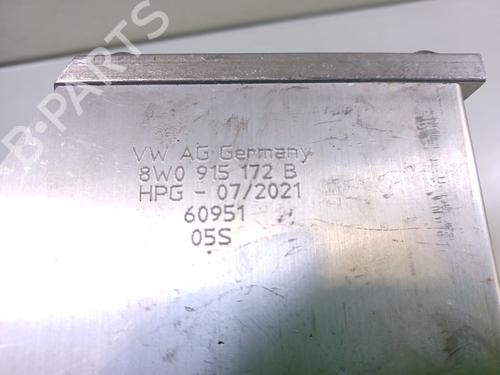 B-PARTS
VW AG Germany
8W0 915 172 B
HPG - 07/2021
60951
05S